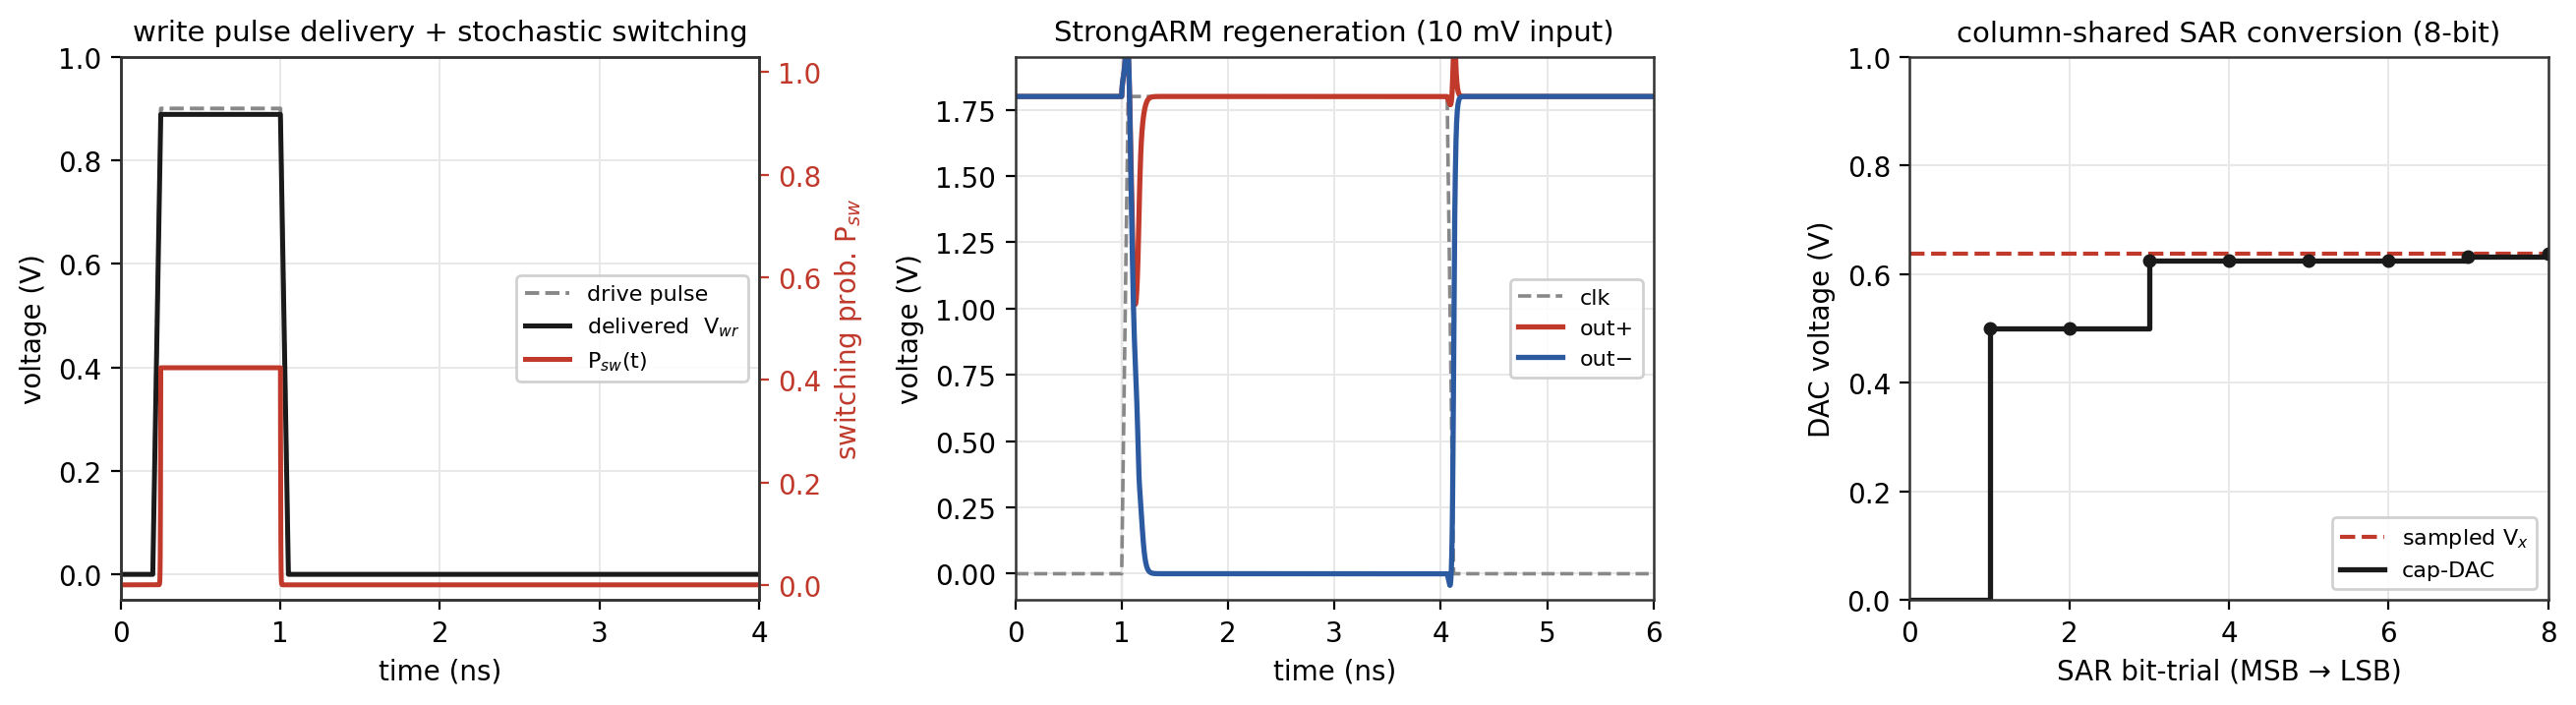 write pulse delivery + stochastic switching
voltage (V)
1.0
0.8
0.6
0.4
0.2
0.0
1.0
0.8
0.6
0.4
0.2
0.0
switching prob. P_sw
drive pulse
delivered V_wr
P_sw(t)
0 1 2 3 4
time (ns)
StrongARM regeneration (10 mV input)
voltage (V)
1.75
1.50
1.25
1.00
0.75
0.50
0.25
0.00
clk
out+
out−
0 1 2 3 4 5 6
time (ns)
column-shared SAR conversion (8-bit)
DAC voltage (V)
1.0
0.8
0.6
0.4
0.2
0.0
sampled V_x
cap-DAC
0 2 4 6 8
SAR bit-trial (MSB → LSB)